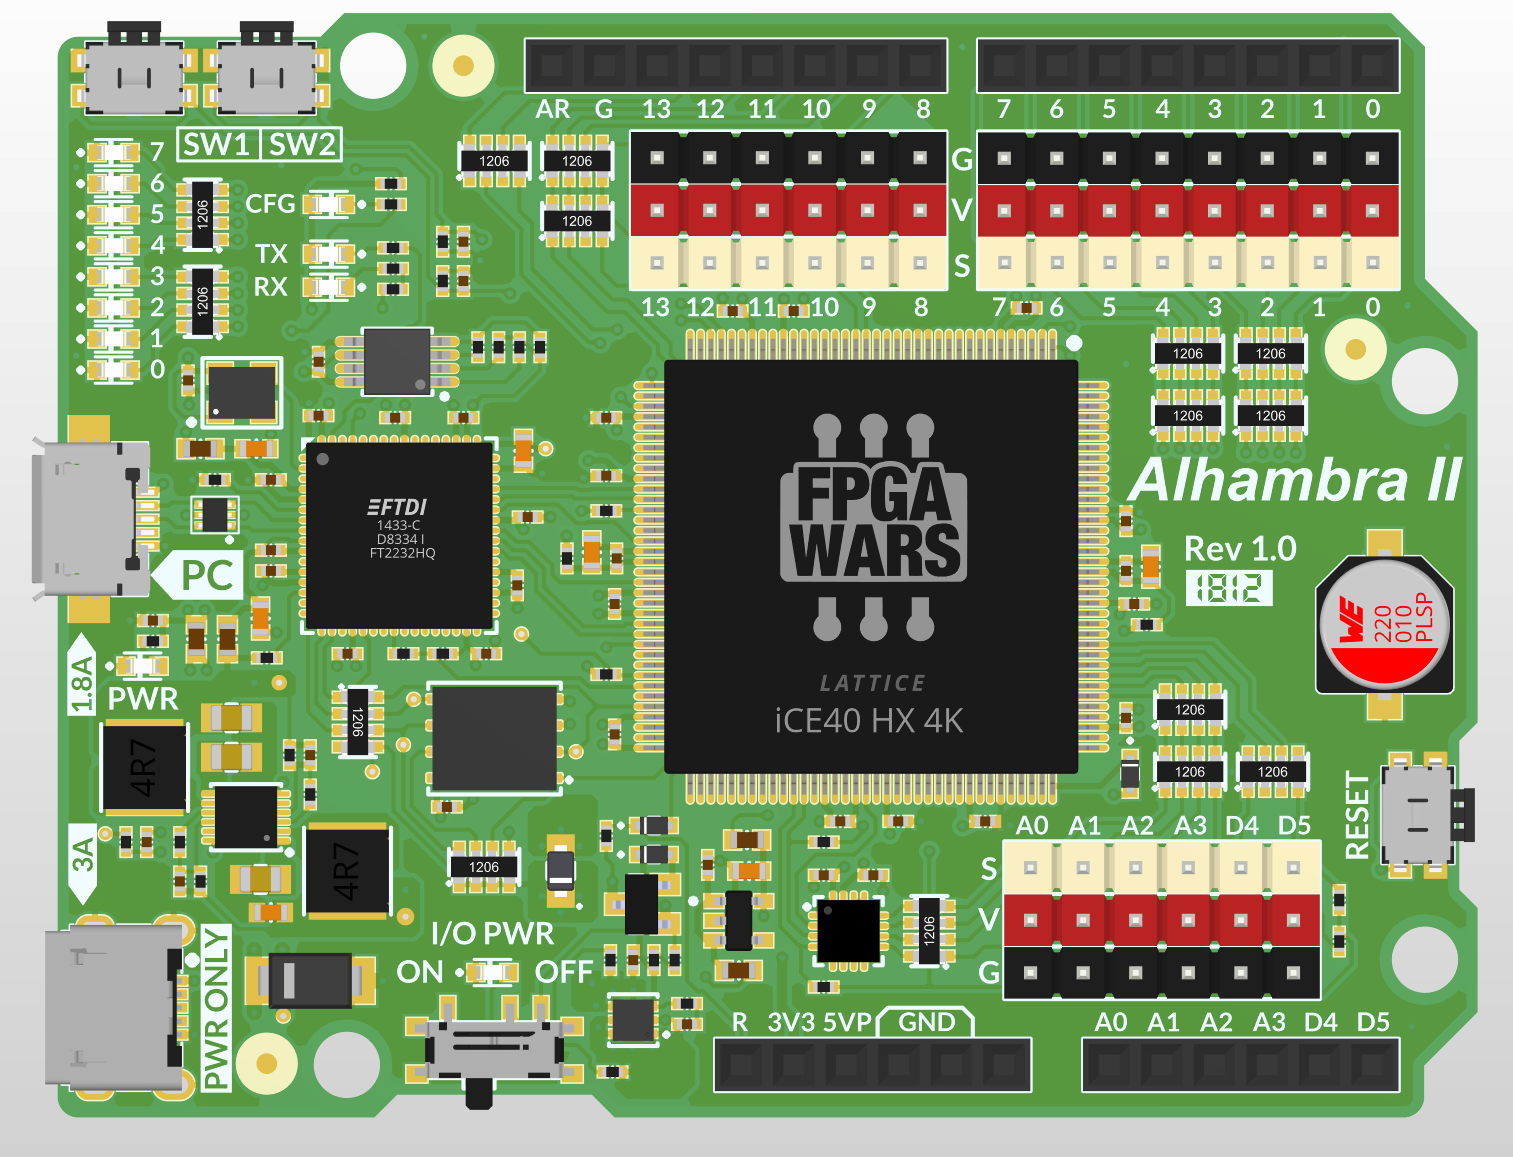 AR G 13 12 11 10 9 8 7 6 5 4 3 2 1 0
SW1 SW2
7
6
5
4
3
2
1
0
1206
1206
CFG
TX
RX
1206 1206
1206
G
V
S
13 12 11 10 9 8 7 6 5 4 3 2 1 0
1206 1206
1206 1206
Alhambra II
Rev 1.0
1812
WE
220
010
PLSP
FPGA
WARS
LATTICE
iCE40 HX 4K
FTDI
1433-C
D8334 I
FT2232HQ
PC
1.8A
PWR
4R7
3A
4R7
1206
1206
1206
1206 1206
RESET
A0 A1 A2 A3 D4 D5
S
V
G
1206
I/O PWR
ON OFF
PWR ONLY
R 3V3 5VP GND
A0 A1 A2 A3 D4 D5